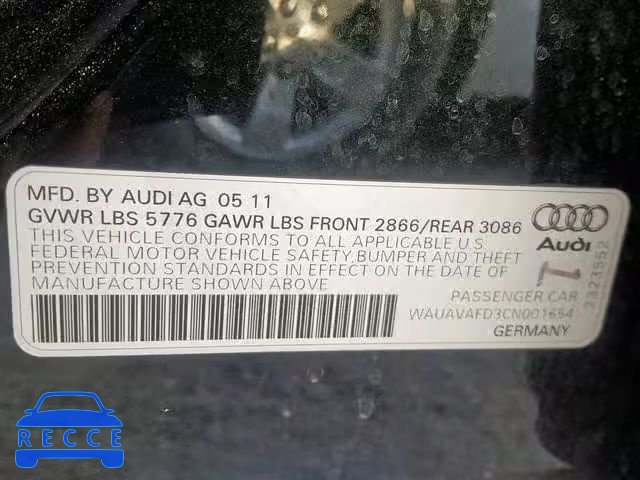 MFD. BY AUDI AG 05 11
GVWR LBS 5776 GAWR LBS FRONT 2866/REAR 3086
THIS VEHICLE CONFORMS TO ALL APPLICABLE U.S.
FEDERAL MOTOR VEHICLE SAFETY,BUMPER AND THEFT
PREVENTION STANDARDS IN EFFECT ON THE DATE OF
MANUFACTURE SHOWN ABOVE
Audi
PASSENGER CAR
WAUAVAFD3CN001654
GERMANY
2323552
RECCE